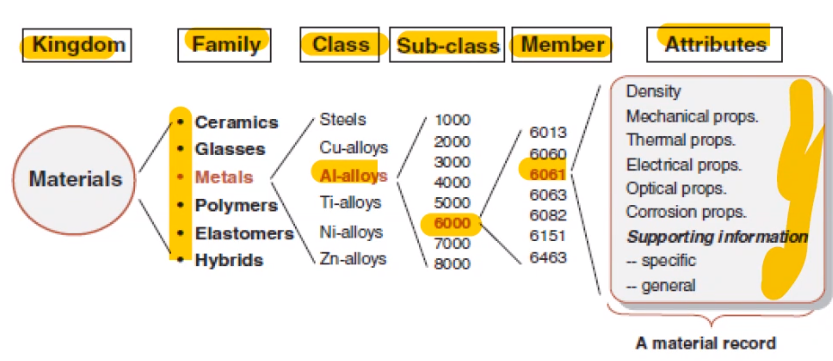 Kingdom
Family
Class
Sub-class
Member
Attributes
Materials
• Ceramics
• Glasses
• Metals
• Polymers
• Elastomers
• Hybrids
Steels
Cu-alloys
Al-alloys
Ti-alloys
Ni-alloys
Zn-alloys
1000
2000
3000
4000
5000
6000
7000
8000
6013
6060
6061
6063
6082
6151
6463
Density
Mechanical props.
Thermal props.
Electrical props.
Optical props.
Corrosion props.
Supporting information
-- specific
-- general
A material record